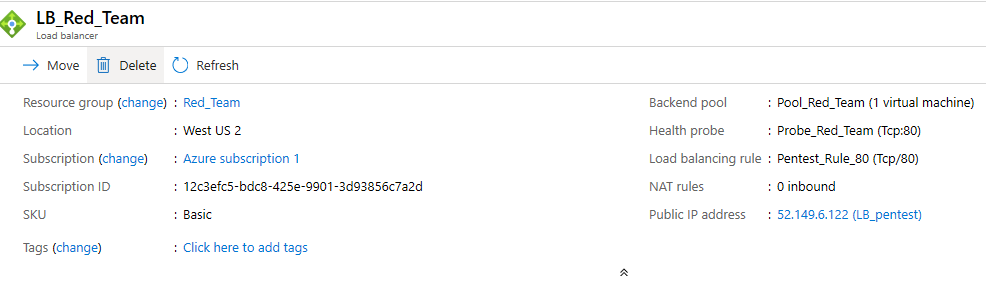 LB_Red_Team
Load balancer
Move Delete Refresh
Resource group (change) : Red_Team
Location : West US 2
Subscription (change) : Azure subscription 1
Subscription ID : 12c3efc5-bdc8-425e-9901-3d93856c7a2d
SKU : Basic
Tags (change) : Click here to add tags
Backend pool : Pool_Red_Team (1 virtual machine)
Health probe : Probe_Red_Team (Tcp:80)
Load balancing rule : Pentest_Rule_80 (Tcp/80)
NAT rules : 0 inbound
Public IP address : 52.149.6.122 (LB_pentest)